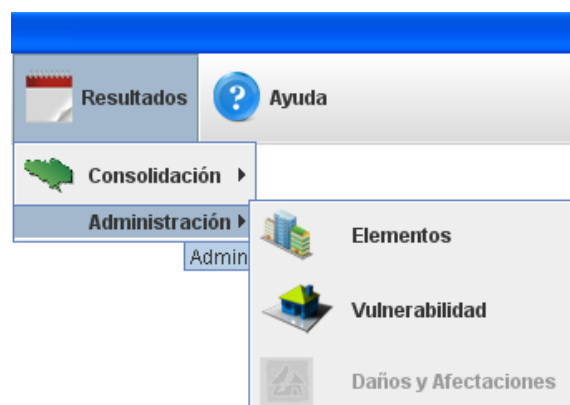 Resultados
Ayuda
Consolidación
Administración
Admin
Elementos
Vulnerabilidad
Daños y Afectaciones